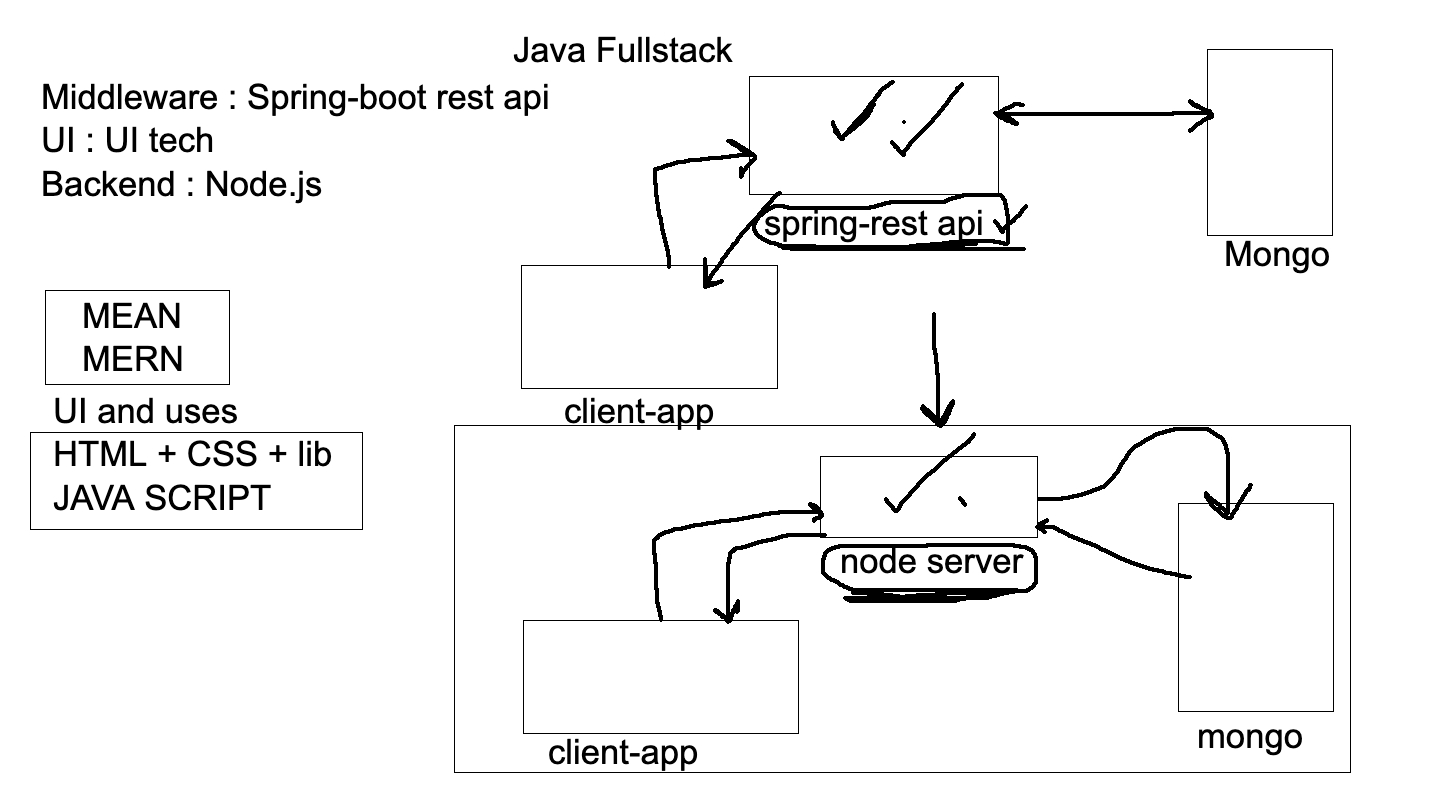 Java Fullstack
Middleware : Spring-boot rest api
UI : UI tech
Backend : Node.js
spring-rest api
Mongo
MEAN
MERN
client-app
UI and uses
HTML + CSS + lib
JAVA SCRIPT
node server
mongo
client-app